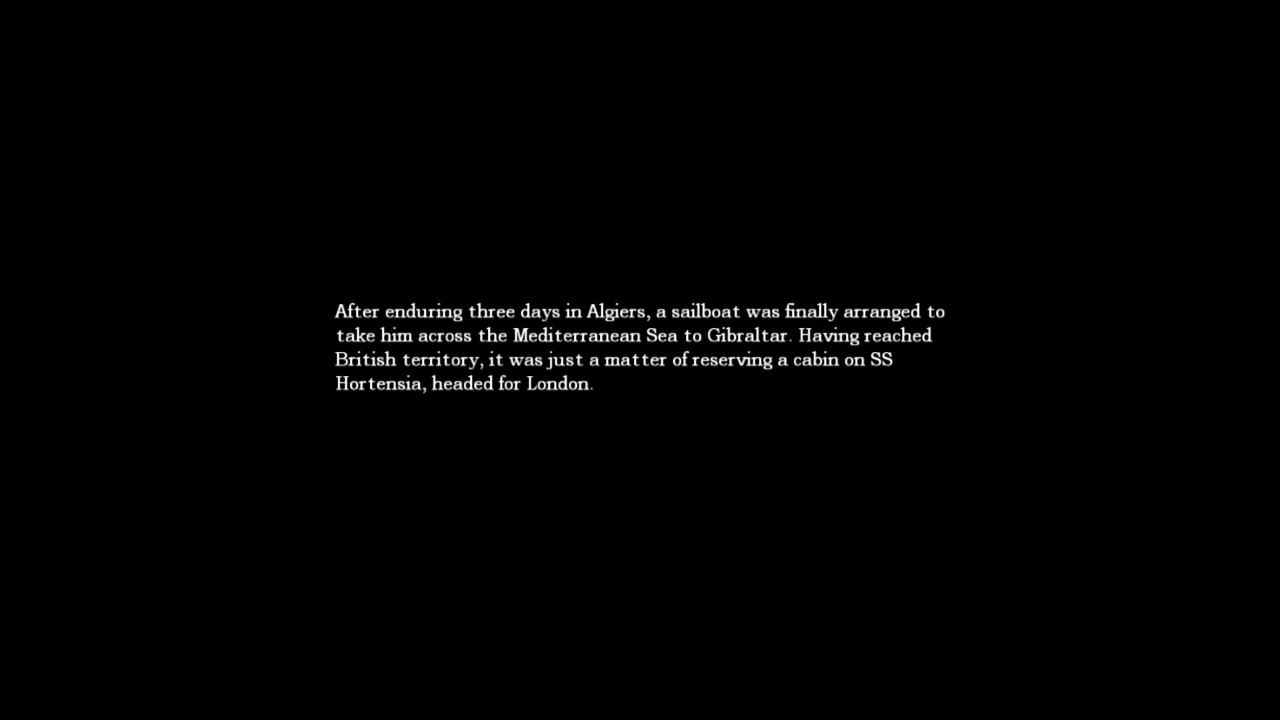 After enduring three days in Algiers, a sailboat was finally arranged to
take him across the Mediterranean Sea to Gibraltar. Having reached
British territory, it was just a matter of reserving a cabin on SS
Hortensia, headed for London.